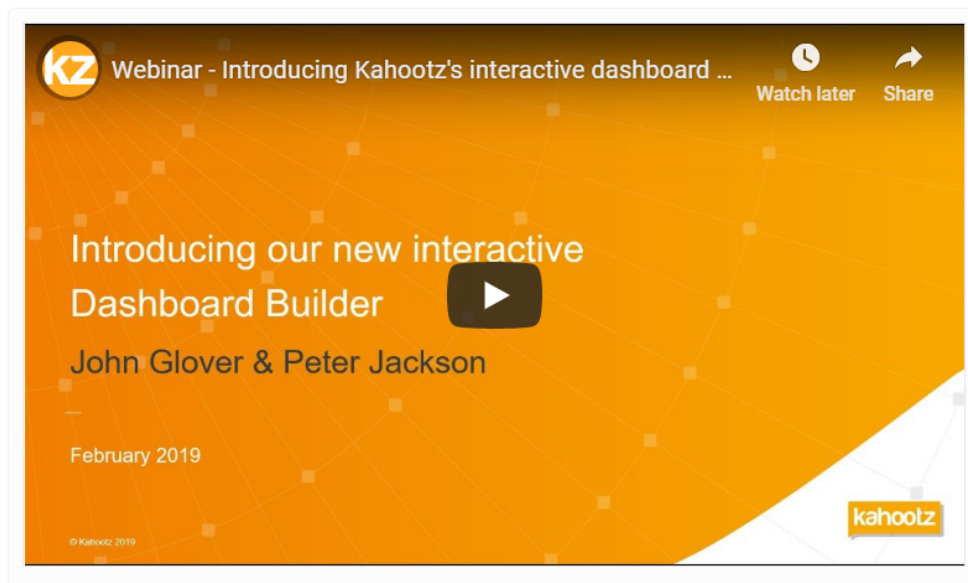 kz
Webinar - Introducing Kahootz's interactive dashboard ...
Watch later
Share
Introducing our new interactive
Dashboard Builder
John Glover & Peter Jackson
February 2019
kahootz
© Kahootz 2019